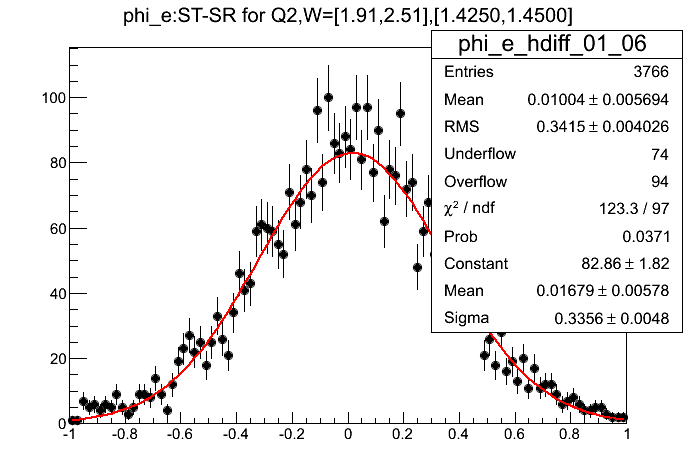 phi_e:ST-SR for Q2,W=[1.91,2.51],[1.4250,1.4500]
phi_e_hdiff_01_06
Entries 3766
Mean 0.01004 ± 0.005694
RMS 0.3415 ± 0.004026
Underflow 74
Overflow 94
χ² / ndf 123.3 / 97
Prob 0.0371
Constant 82.86 ± 1.82
Mean 0.01679 ± 0.00578
Sigma 0.3356 ± 0.0048
100
80
60
40
20
0
-1 -0.8 -0.6 -0.4 -0.2 0 0.2 0.4 0.6 0.8 1